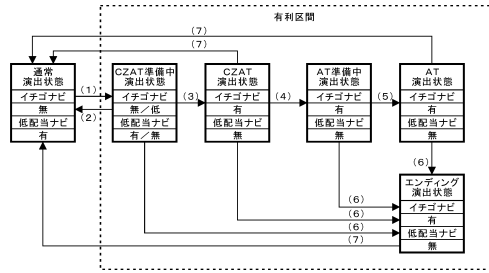 有利区間
(7)
(7)
通常
演出状態
イチゴナビ
無
低配当ナビ
有
(1)
(2)
CZAT準備中
演出状態
イチゴナビ
無／低
低配当ナビ
有／無
(3)
CZAT
演出状態
イチゴナビ
有
低配当ナビ
無
(4)
AT準備中
演出状態
イチゴナビ
有
低配当ナビ
無
(5)
AT
演出状態
イチゴナビ
有
低配当ナビ
無
(6)
エンディング
演出状態
イチゴナビ
有
低配当ナビ
無
(6)
(6)
(6)
(7)